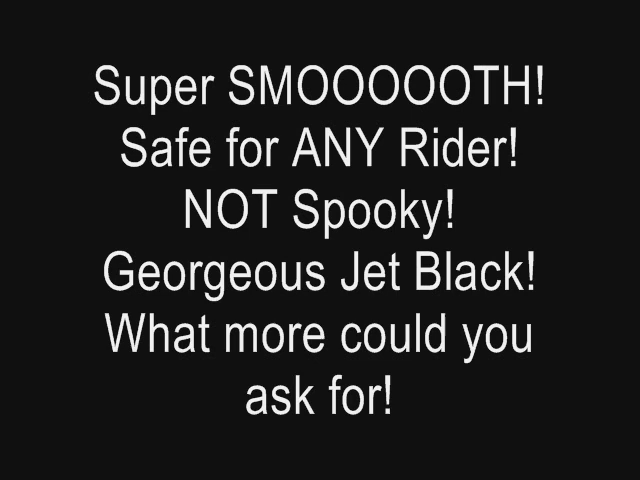 Super SMOOOOOTH!
Safe for ANY Rider!
NOT Spooky!
Georgeous Jet Black!
What more could you
ask for!